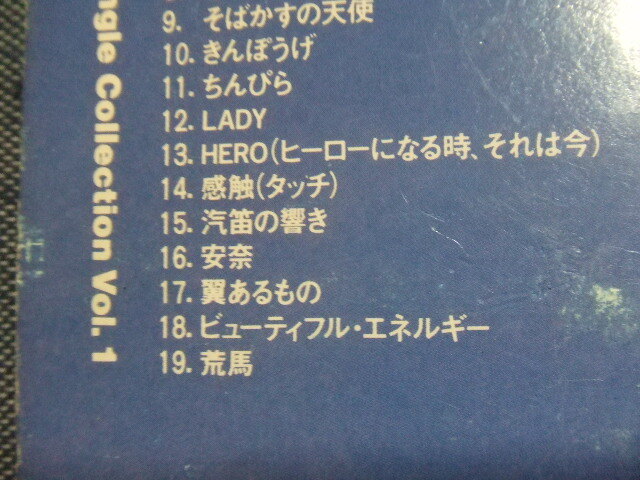 9. そばかすの天使
10. きんぽうげ
11. ちんぴら
12. LADY
13. HERO(ヒーローになる時、それは今)
14. 感触(タッチ)
15. 汽笛の響き
16. 安奈
17. 翼あるもの
18. ビューティフル・エネルギー
19. 荒馬
ngle Collection Vol. 1